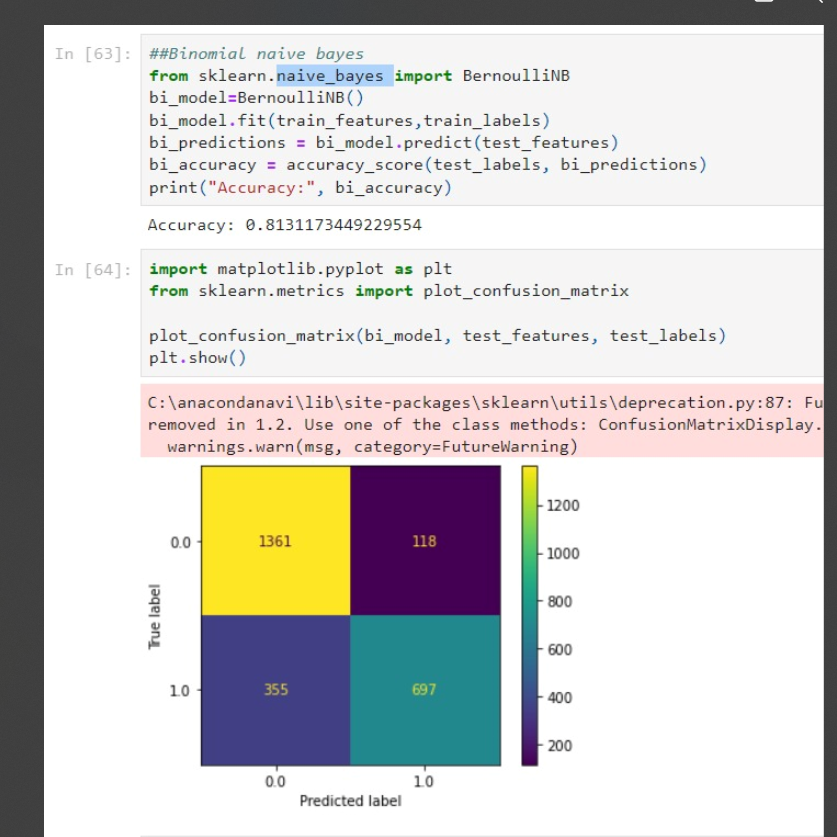 In [63]: ##Binomial naive bayes
from sklearn.naive_bayes import BernoulliNB
bi_model=BernoulliNB()
bi_model.fit(train_features,train_labels)
bi_predictions = bi_model.predict(test_features)
bi_accuracy = accuracy_score(test_labels, bi_predictions)
print("Accuracy:", bi_accuracy)
Accuracy: 0.8131173449229554
In [64]: import matplotlib.pyplot as plt
from sklearn.metrics import plot_confusion_matrix
plot_confusion_matrix(bi_model, test_features, test_labels)
plt.show()
C:\anacondanavi\lib\site-packages\sklearn\utils\deprecation.py:87: Fu
removed in 1.2. Use one of the class methods: ConfusionMatrixDisplay.
warnings.warn(msg, category=FutureWarning)
1200
0.0 1361 118
1000
800
True label
600
1.0 355 697
400
200
0.0 1.0
Predicted label